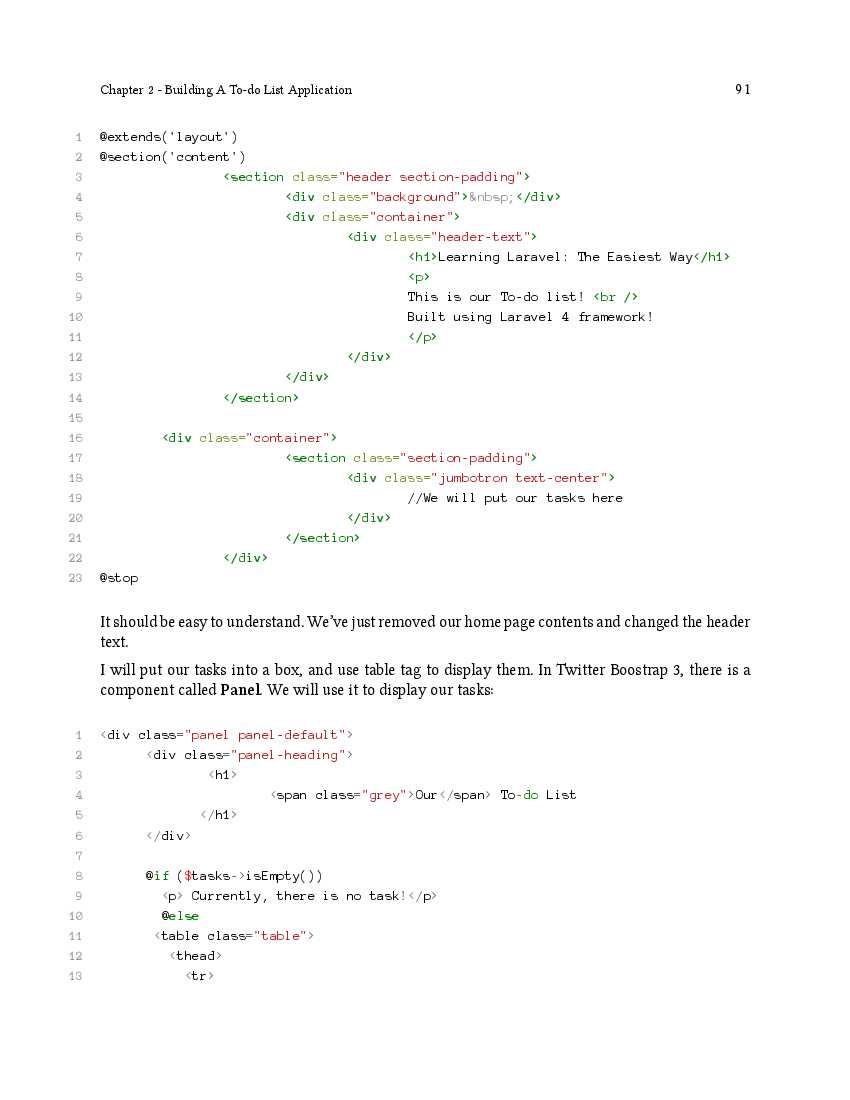 Chapter 2 - Building A To-do List Application 91
1 @extends('layout')
2 @section('content')
3 <section class="header section-padding">
4 <div class="background">&nbsp;</div>
5 <div class="container">
6 <div class="header-text">
7 <h1>Learning Laravel: The Easiest Way</h1>
8 <p>
9 This is our To-do list! <br />
10 Built using Laravel 4 framework!
11 </p>
12 </div>
13 </div>
14 </section>
15
16 <div class="container">
17 <section class="section-padding">
18 <div class="jumbotron text-center">
19 //We will put our tasks here
20 </div>
21 </section>
22 </div>
23 @stop
It should be easy to understand. We've just removed our home page contents and changed the header
text.
I will put our tasks into a box, and use table tag to display them. In Twitter Boostrap 3, there is a
component called Panel. We will use it to display our tasks:
1 <div class="panel panel-default">
2 <div class="panel-heading">
3 <h1>
4 <span class="grey">Our</span> To-do List
5 </h1>
6 </div>
7
8 @if ($tasks->isEmpty())
9 <p> Currently, there is no task!</p>
10 @else
11 <table class="table">
12 <thead>
13 <tr>